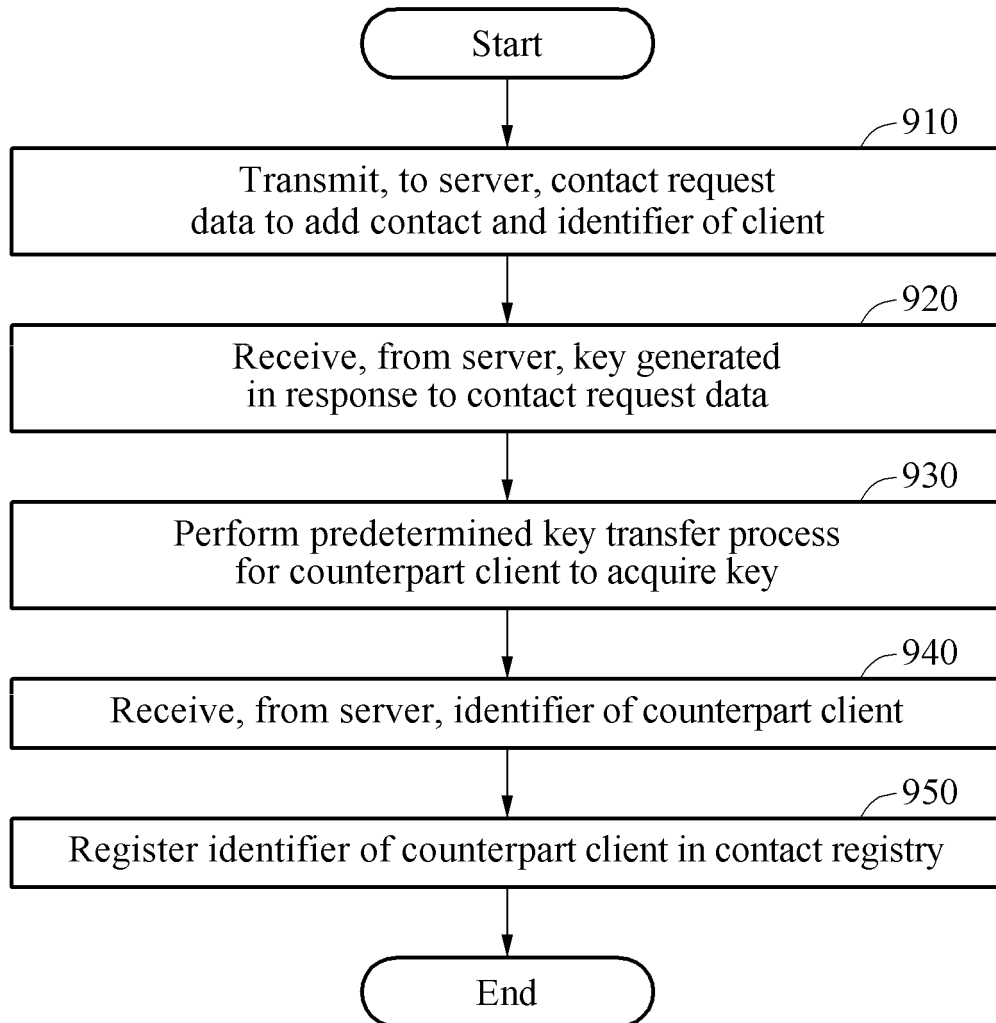 Start
910
Transmit, to server, contact request
data to add contact and identifier of client
920
Receive, from server, key generated
in response to contact request data
930
Perform predetermined key transfer process
for counterpart client to acquire key
940
Receive, from server, identifier of counterpart client
950
Register identifier of counterpart client in contact registry
End